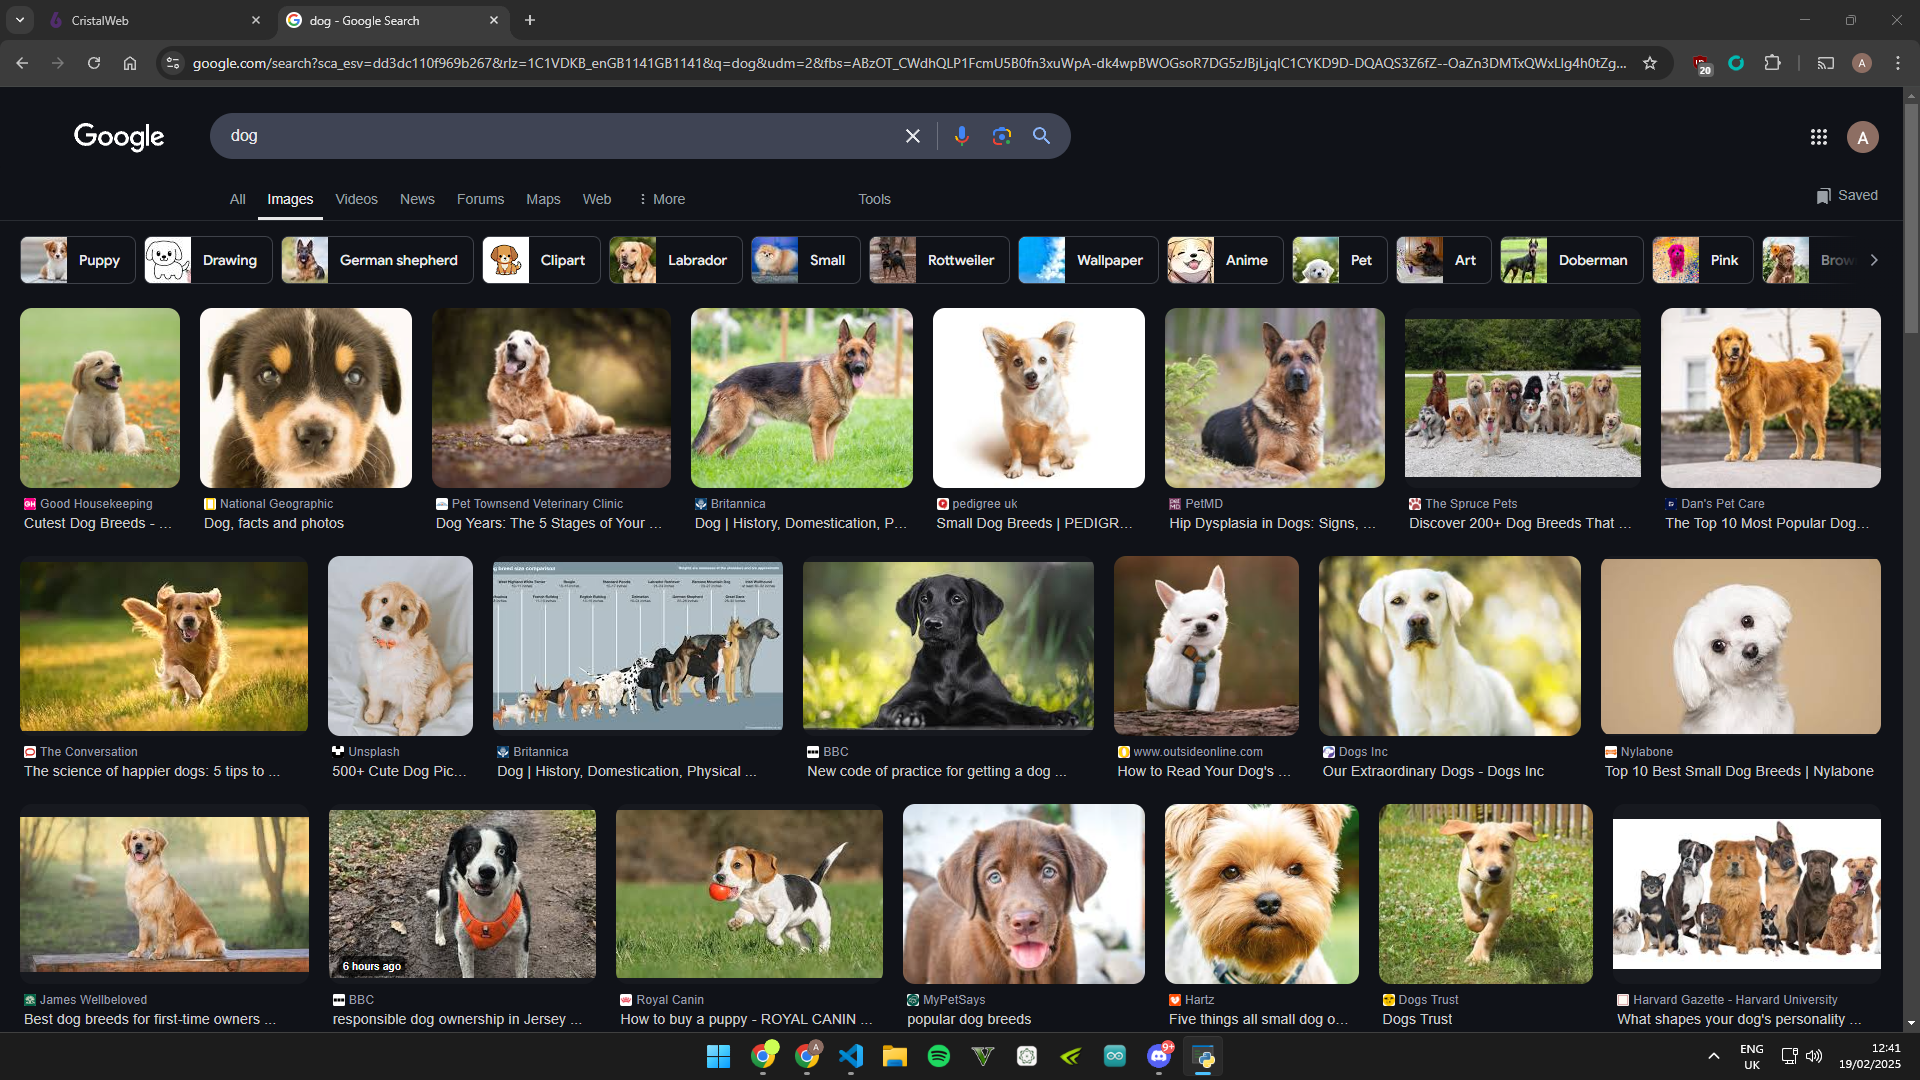 CristalWeb
dog - Google Search
google.com/search?sca_esv=dd3dc110f969b267&rlz=1C1VDKB_enGB1141GB1141&q=dog&udm=2&fbs=ABzOT_CWdhQLP1FcmU5B0fn3xuWpA-dk4wpBWOGsoR7DG5zJBjLjqIC1CYKD9D-DQAQS3Z6fZ--OaZn3DMTxQWxLlg4h0tZg...
20
A
Google
dog
A
All Images Videos News Forums Maps Web More Tools
Saved
Puppy Drawing German shepherd Clipart Labrador Small Rottweiler Wallpaper Anime Pet Art Doberman Pink Brow
Good Housekeeping
Cutest Dog Breeds - ...
National Geographic
Dog, facts and photos
Pet Townsend Veterinary Clinic
Dog Years: The 5 Stages of Your ...
Britannica
Dog | History, Domestication, P...
pedigree uk
Small Dog Breeds | PEDIGR...
PetMD
Hip Dysplasia in Dogs: Signs, ...
The Spruce Pets
Discover 200+ Dog Breeds That ...
Dan's Pet Care
The Top 10 Most Popular Dog...
The Conversation
The science of happier dogs: 5 tips to ...
Unsplash
500+ Cute Dog Pic...
g breed size comparison
Britannica
Dog | History, Domestication, Physical ...
BBC
New code of practice for getting a dog ...
www.outsideonline.com
How to Read Your Dog's ...
Dogs Inc
Our Extraordinary Dogs - Dogs Inc
Nylabone
Top 10 Best Small Dog Breeds | Nylabone
James Wellbeloved
Best dog breeds for first-time owners ...
6 hours ago
BBC
responsible dog ownership in Jersey ...
Royal Canin
How to buy a puppy - ROYAL CANIN ...
MyPetSays
popular dog breeds
Hartz
Five things all small dog o...
Dogs Trust
Dogs Trust
Harvard Gazette - Harvard University
What shapes your dog's personality ...
A
9+
ENG
UK
12:41
19/02/2025